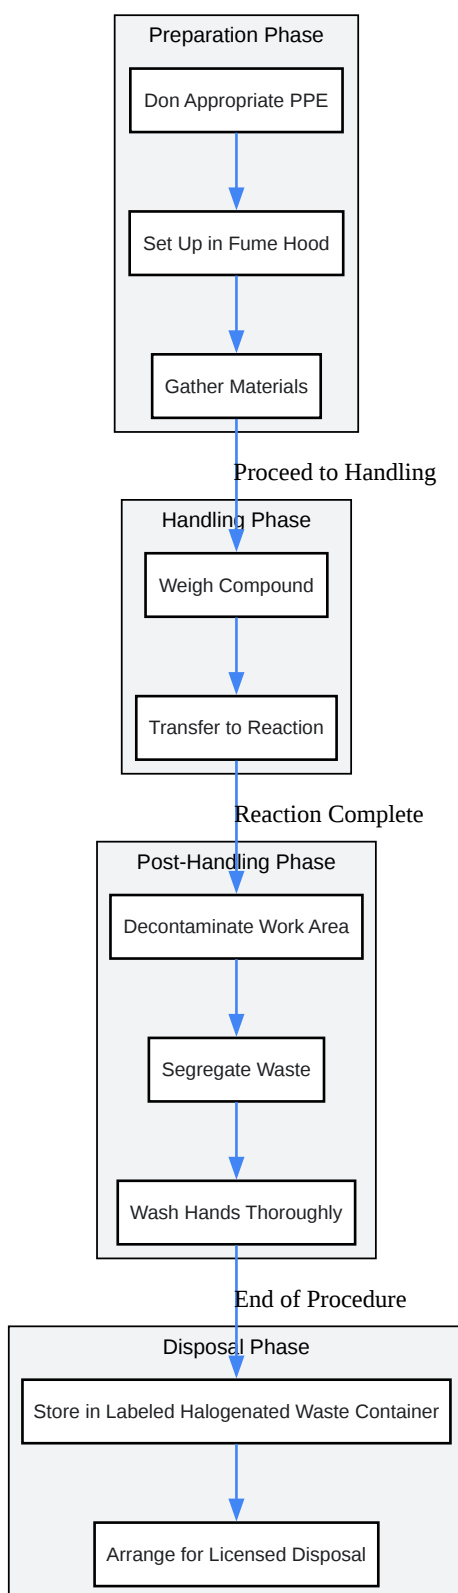 Preparation Phase
Don Appropriate PPE
Set Up in Fume Hood
Gather Materials
Proceed to Handling
Handling Phase
Weigh Compound
Transfer to Reaction
Reaction Complete
Post-Handling Phase
Decontaminate Work Area
Segregate Waste
Wash Hands Thoroughly
End of Procedure
Disposal Phase
Store in Labeled Halogenated Waste Container
Arrange for Licensed Disposal